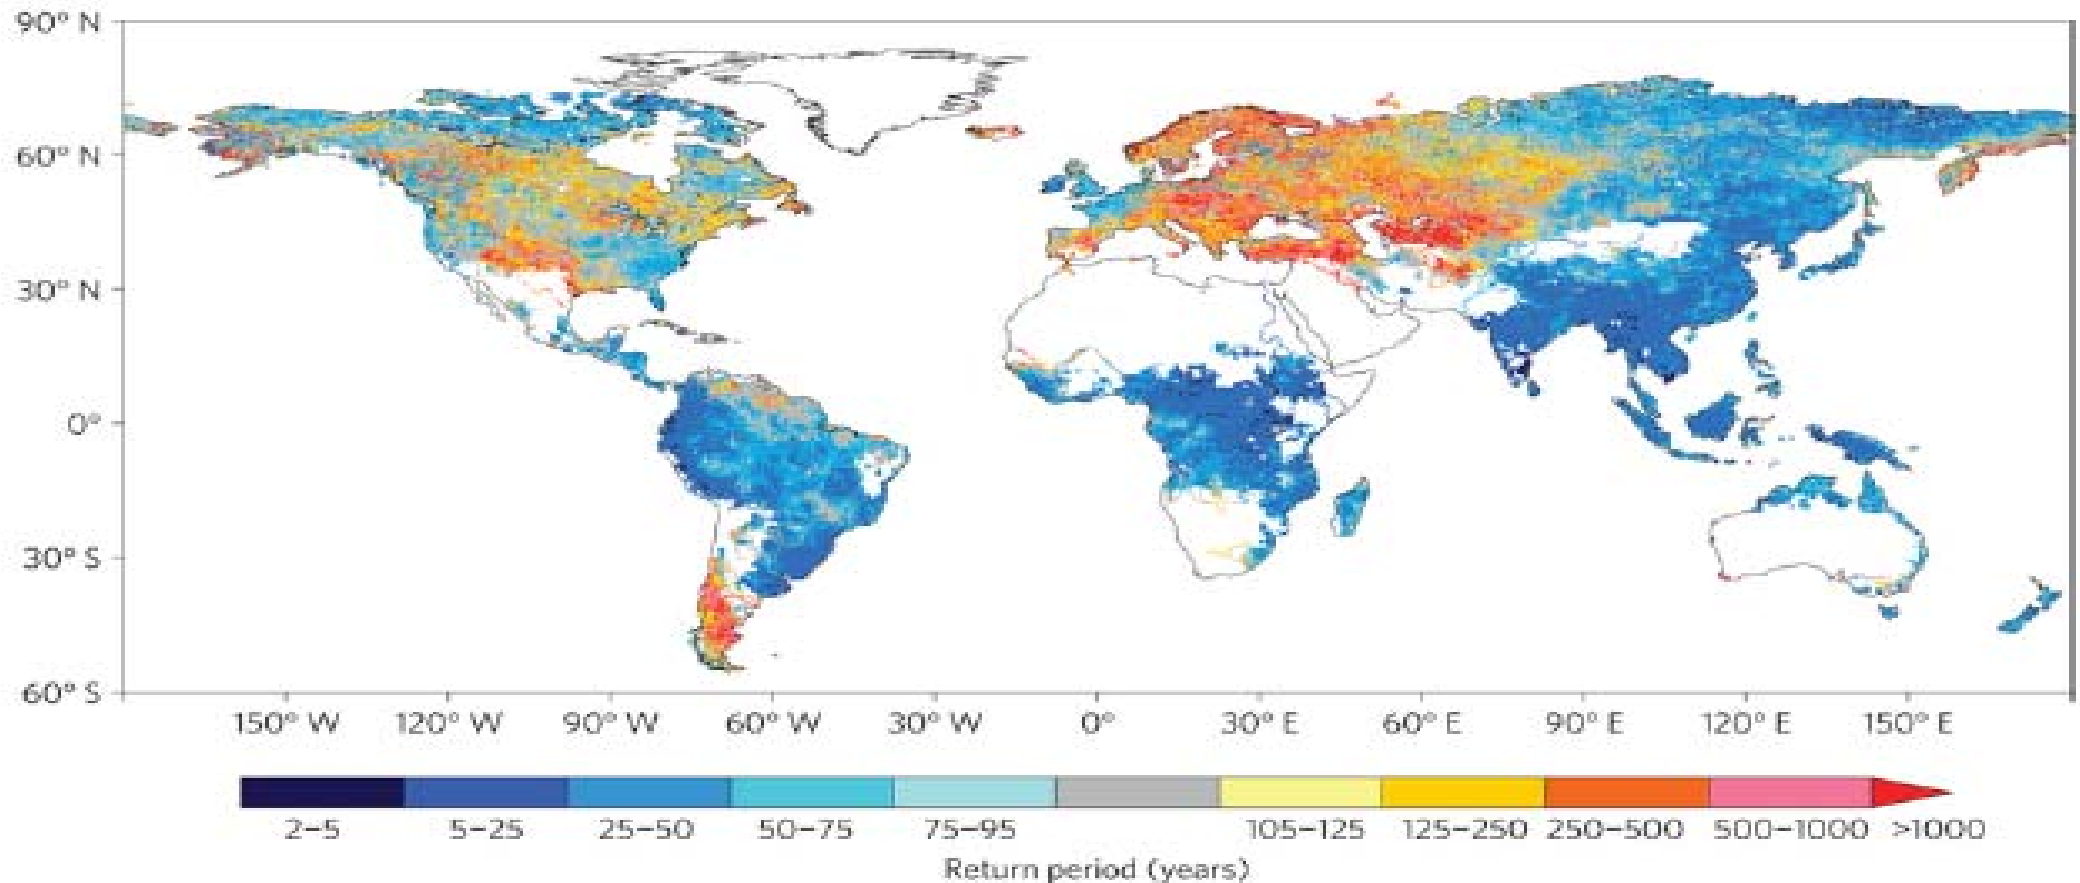 90° N
60° N
30° N
0°
30° S
60° S
150° W 120° W 90° W 60° W 30° W 0° 30° E 60° E 90° E 120° E 150° E
2–5 5–25 25–50 50–75 75–95 105–125 125–250 250–500 500–1000 >1000
Return period (years)